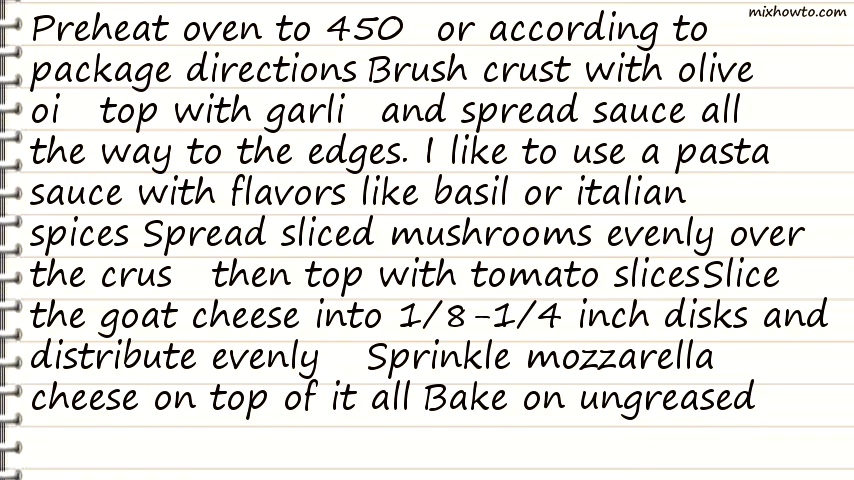 mixhowto.com
Preheat oven to 450 or according to
package directions Brush crust with olive
oi top with garli and spread sauce all
the way to the edges. I like to use a pasta
sauce with flavors like basil or italian
spices Spread sliced mushrooms evenly over
the crus then top with tomato slicesSlice
the goat cheese into 1/8-1/4 inch disks and
distribute evenly Sprinkle mozzarella
cheese on top of it all Bake on ungreased